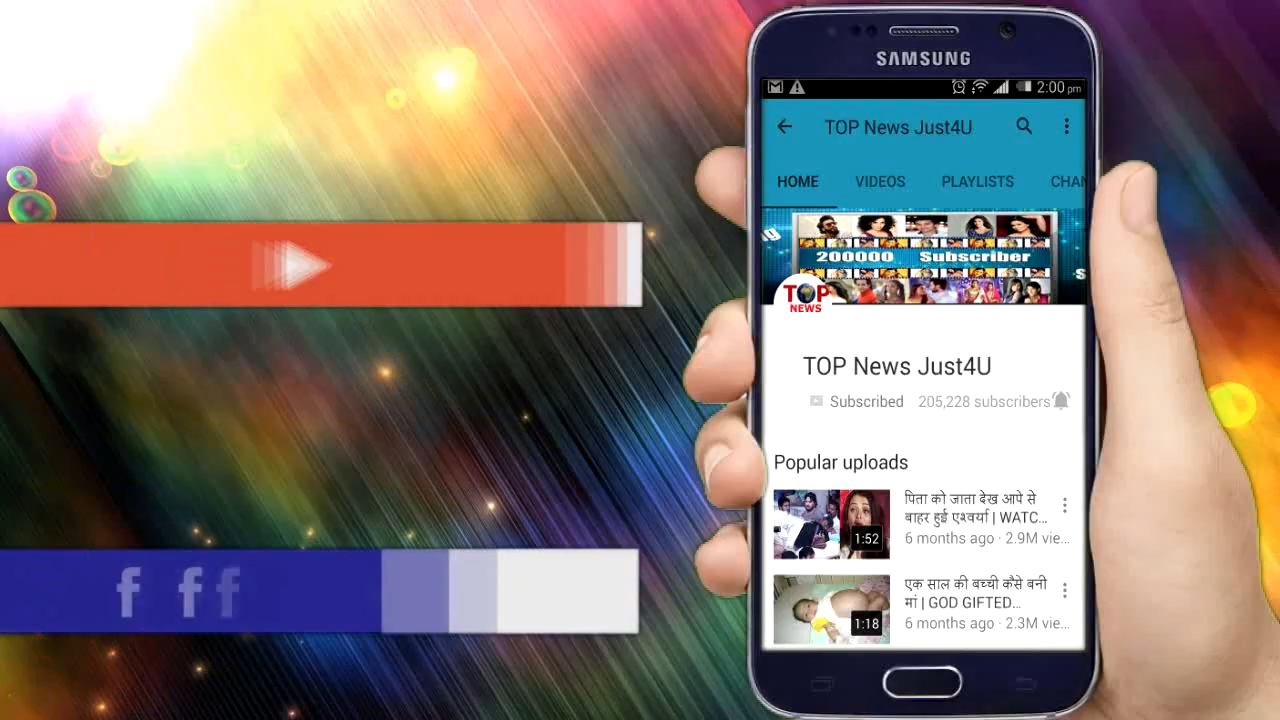 SAMSUNG
2:00 pm
TOP News Just4U
HOME VIDEOS PLAYLISTS CHAN
200000 Subscriber
TOP
NEWS
TOP News Just4U
Subscribed 205,228 subscribers
Popular uploads
पिता को जाता देख आपे से
बाहर हुई एश्वर्या | WATC...
1:52
6 months ago · 2.9M vie...
एक साल की बच्ची कैसे बनी
मां | GOD GIFTED...
1:18
6 months ago · 2.3M vie...
f f f